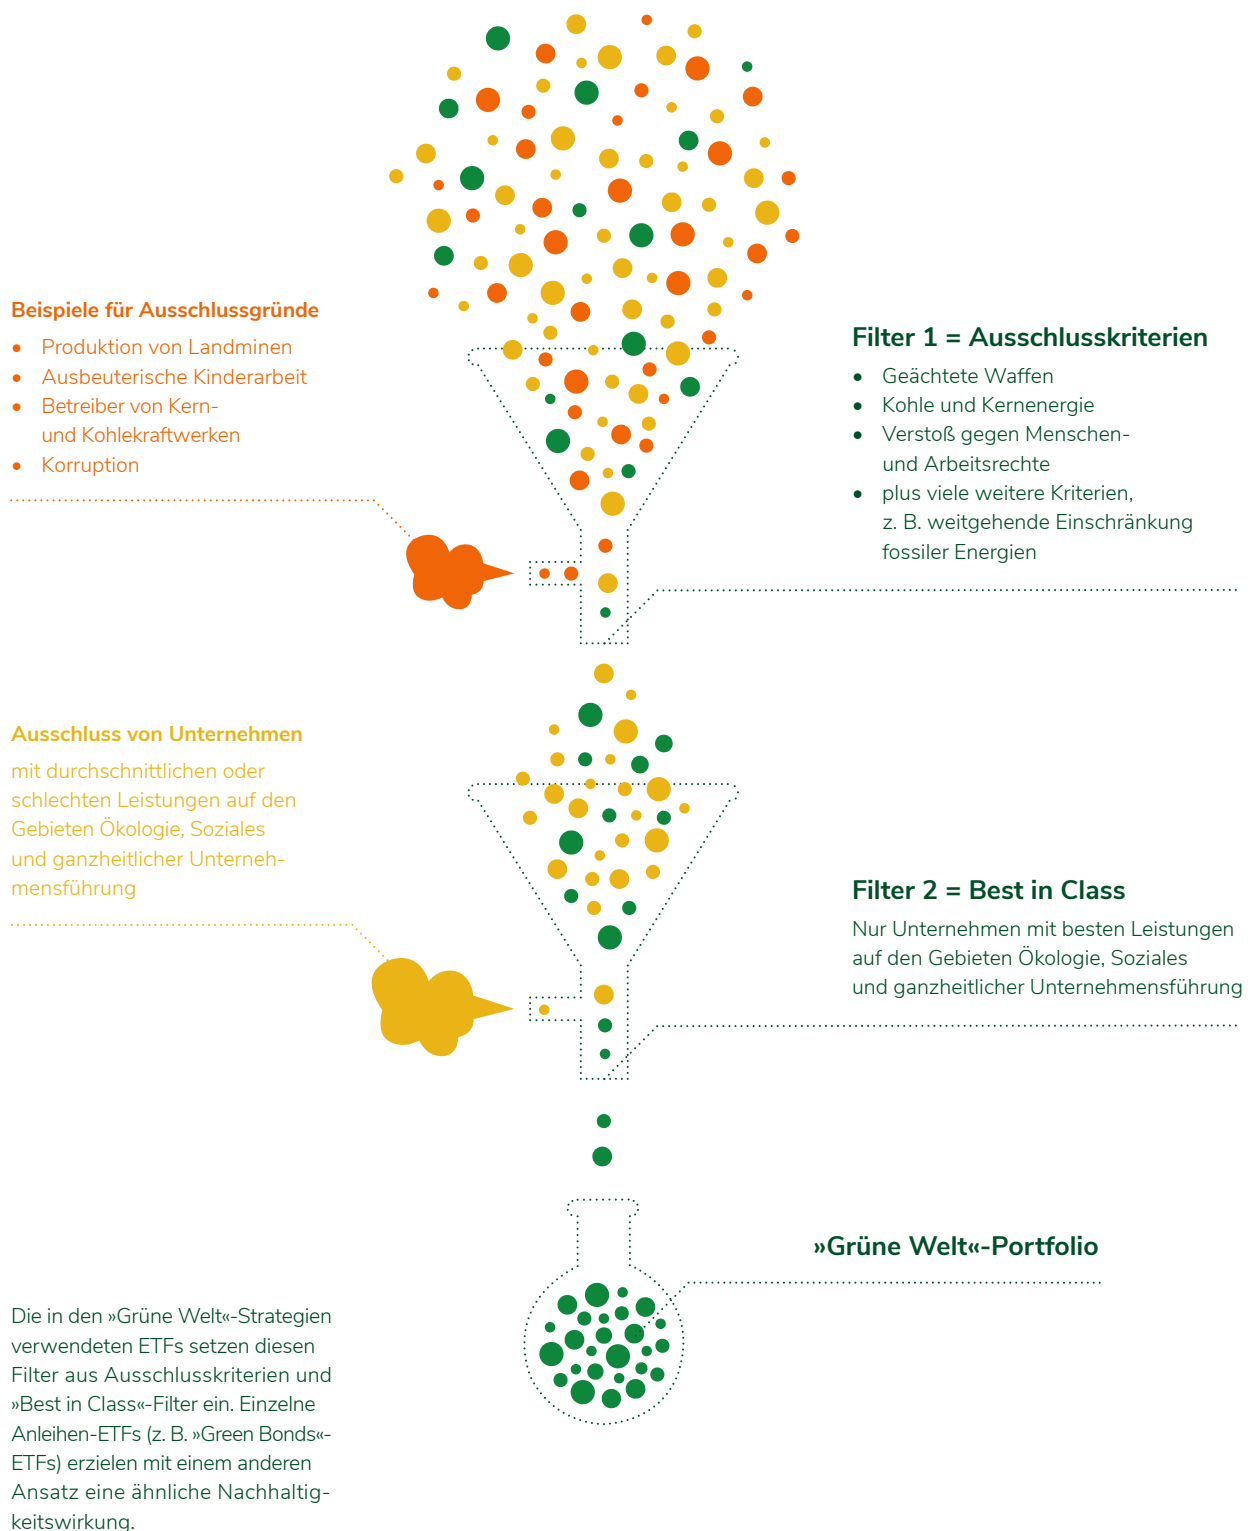 Beispiele für Ausschlussgründe
• Produktion von Landminen
• Ausbeuterische Kinderarbeit
• Betreiber von Kern-
und Kohlekraftwerken
• Korruption
Filter 1 = Ausschlusskriterien
• Geächtete Waffen
• Kohle und Kernenergie
• Verstoß gegen Menschen-
und Arbeitsrechte
• plus viele weitere Kriterien,
z. B. weitgehende Einschränkung
fossiler Energien
Ausschluss von Unternehmen
mit durchschnittlichen oder
schlechten Leistungen auf den
Gebieten Ökologie, Soziales
und ganzheitlicher Unterneh-
mensführung
Filter 2 = Best in Class
Nur Unternehmen mit besten Leistungen
auf den Gebieten Ökologie, Soziales
und ganzheitlicher Unternehmensführung
»Grüne Welt«-Portfolio
Die in den »Grüne Welt«-Strategien
verwendeten ETFs setzen diesen
Filter aus Ausschlusskriterien und
»Best in Class«-Filter ein. Einzelne
Anleihen-ETFs (z. B. »Green Bonds«-
ETFs) erzielen mit einem anderen
Ansatz eine ähnliche Nachhaltig-
keitswirkung.